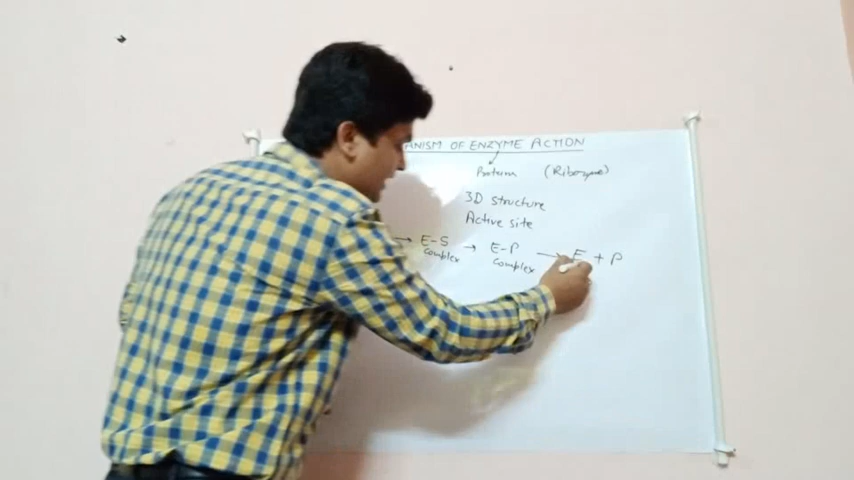 ANISM OF ENZYME ACTION
Protein (Ribozyme)
3D structure
Active site
→ E-S → E-P → E + P
complex complex